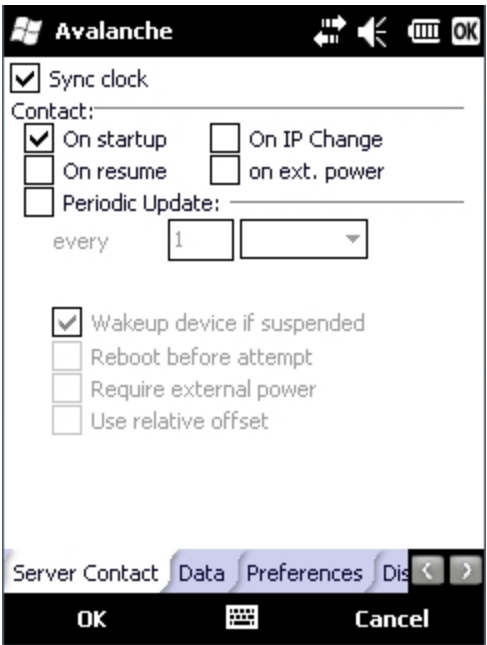 Avalanche OK
Sync clock
Contact:
On startup On IP Change
On resume on ext. power
Periodic Update:
every 1
Wakeup device if suspended
Reboot before attempt
Require external power
Use relative offset
Server Contact Data Preferences Dis
OK Cancel